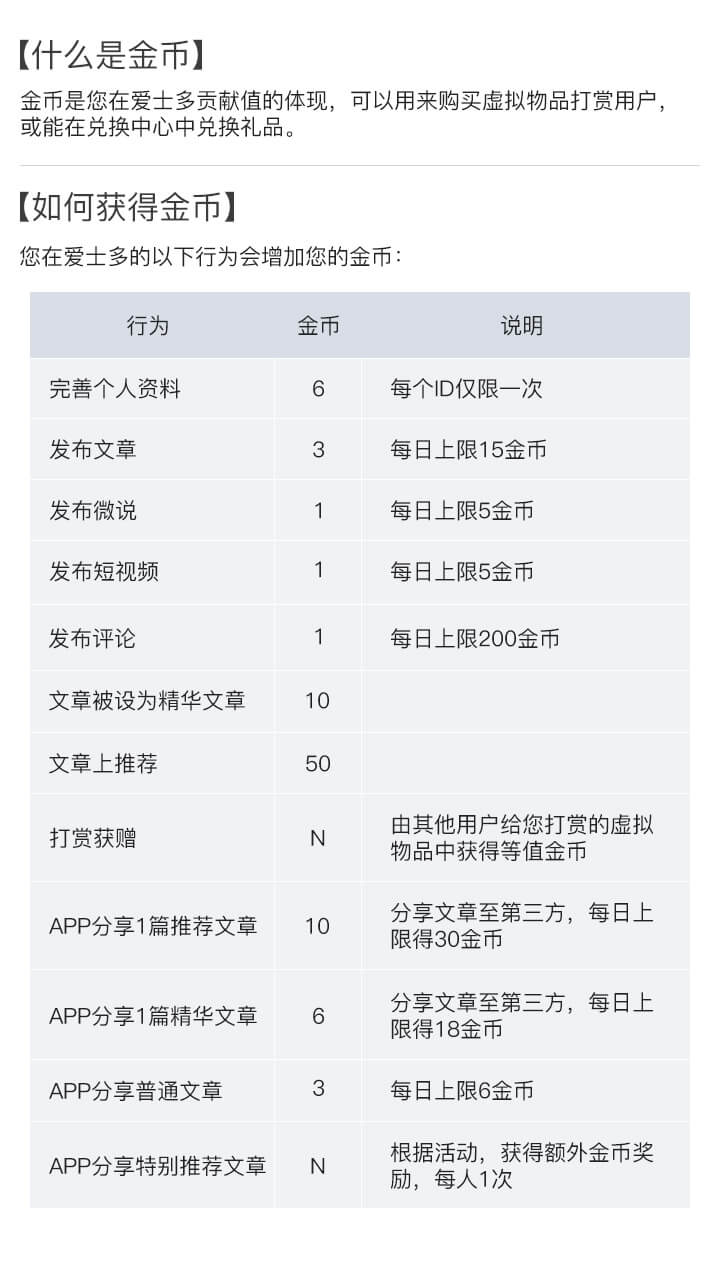 【什么是金币】
金币是您在爱士多贡献值的体现，可以用来购买虚拟物品打赏用户，
或能在兑换中心中兑换礼品。
【如何获得金币】
您在爱士多的以下行为会增加您的金币：
行为 金币 说明
完善个人资料 6 每个ID仅限一次
发布文章 3 每日上限15金币
发布微说 1 每日上限5金币
发布短视频 1 每日上限5金币
发布评论 1 每日上限200金币
文章被设为精华文章 10
文章上推荐 50
打赏获赠 N 由其他用户给您打赏的虚拟
物品中获得等值金币
APP分享1篇推荐文章 10 分享文章至第三方，每日上
限得30金币
APP分享1篇精华文章 6 分享文章至第三方，每日上
限得18金币
APP分享普通文章 3 每日上限6金币
APP分享特别推荐文章 N 根据活动，获得额外金币奖
励，每人1次